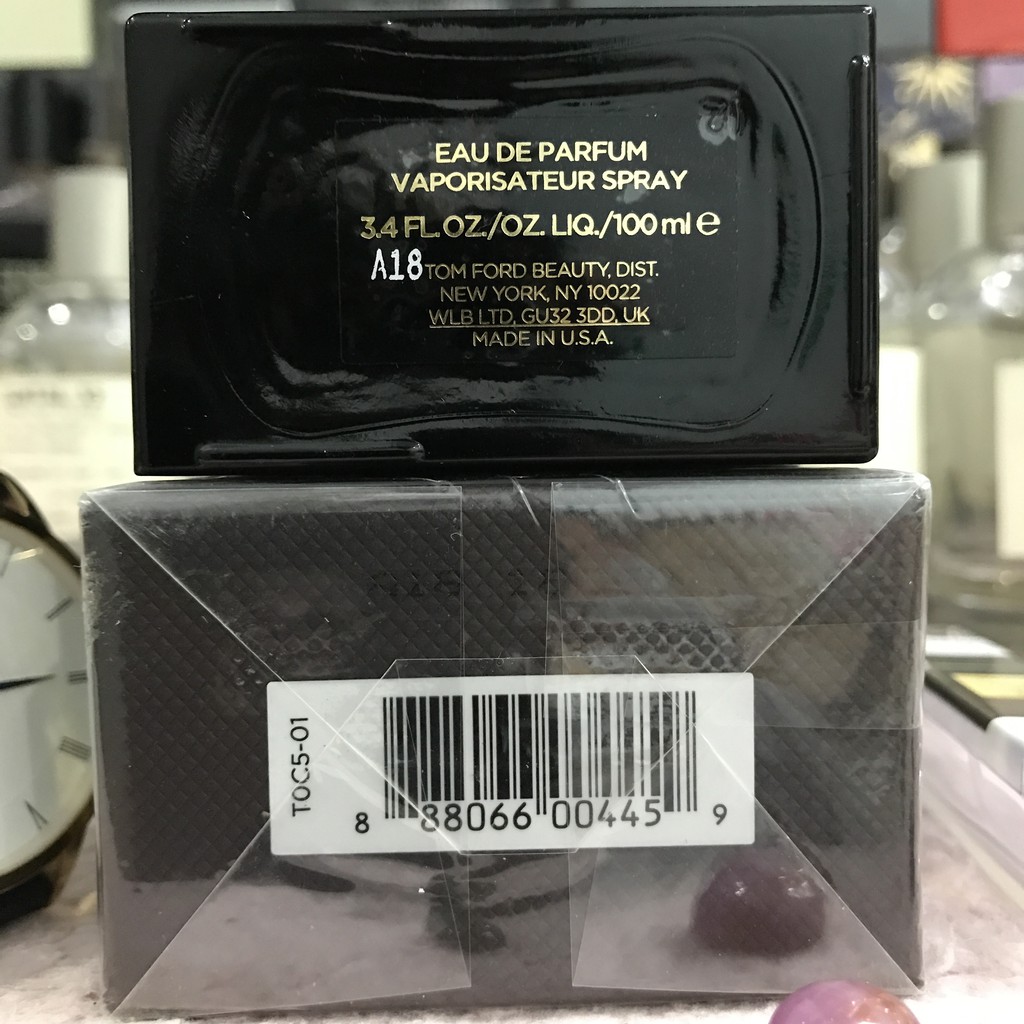 EAU DE PARFUM
VAPORISATEUR SPRAY
3.4 FL. OZ./OZ. LIQ./100 ml e
A18
TOM FORD BEAUTY, DIST.
NEW YORK, NY 10022
WLB LTD, GU32 3DD, UK
MADE IN U.S.A.
TOC5-01
8 88066 00445 9